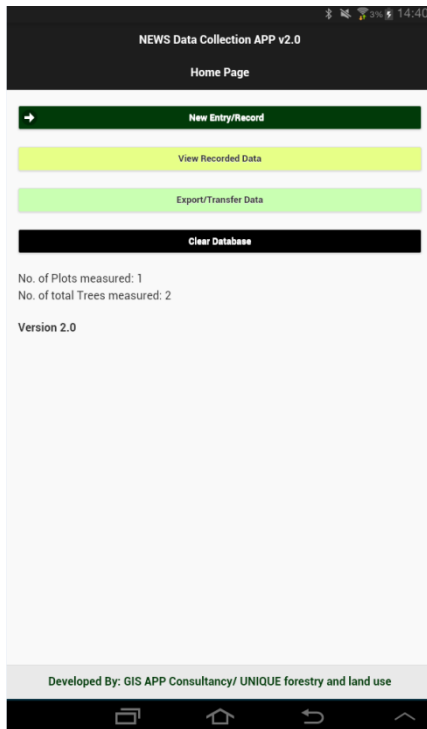 3% 14:40
NEWS Data Collection APP v2.0
Home Page
New Entry/Record
View Recorded Data
Export/Transfer Data
Clear Database
No. of Plots measured: 1
No. of total Trees measured: 2
Version 2.0
Developed By: GIS APP Consultancy/ UNIQUE forestry and land use